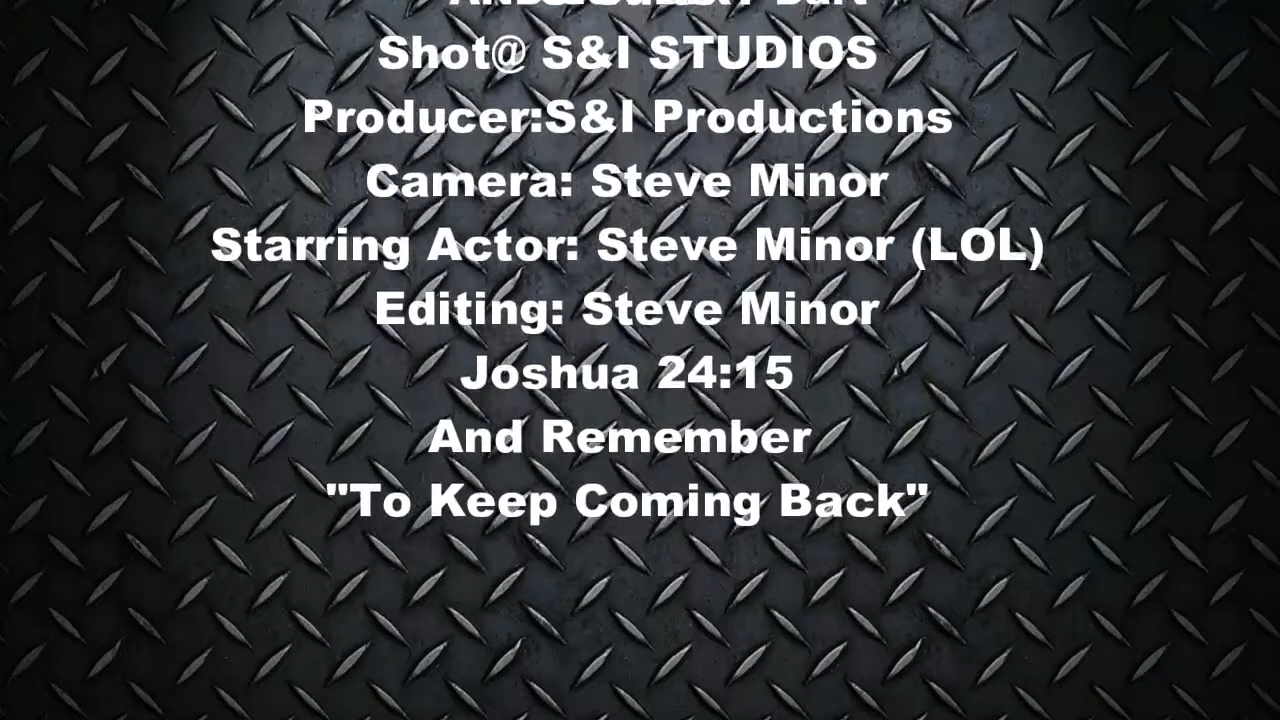 Shot@ S&I STUDIOS
Producer:S&I Productions
Camera: Steve Minor
Starring Actor: Steve Minor (LOL)
Editing: Steve Minor
Joshua 24:15
And Remember
"To Keep Coming Back"